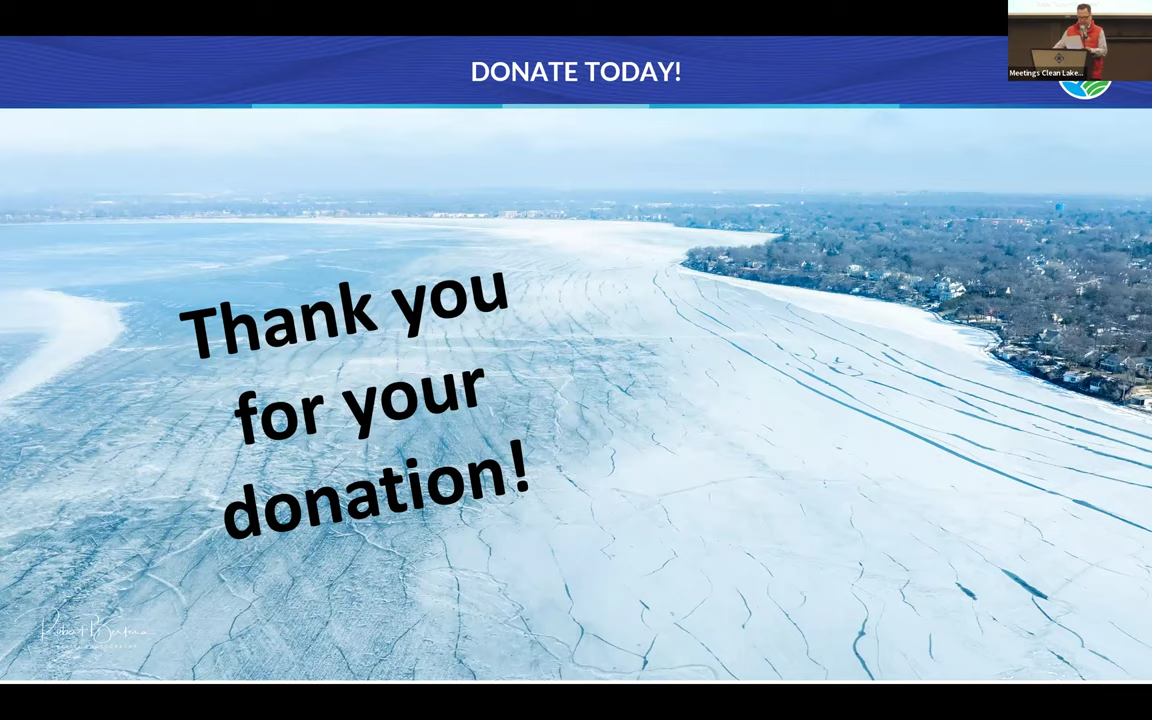 DONATE TODAY!
Meetings Clean Lake...
Thank you
for your
donation!